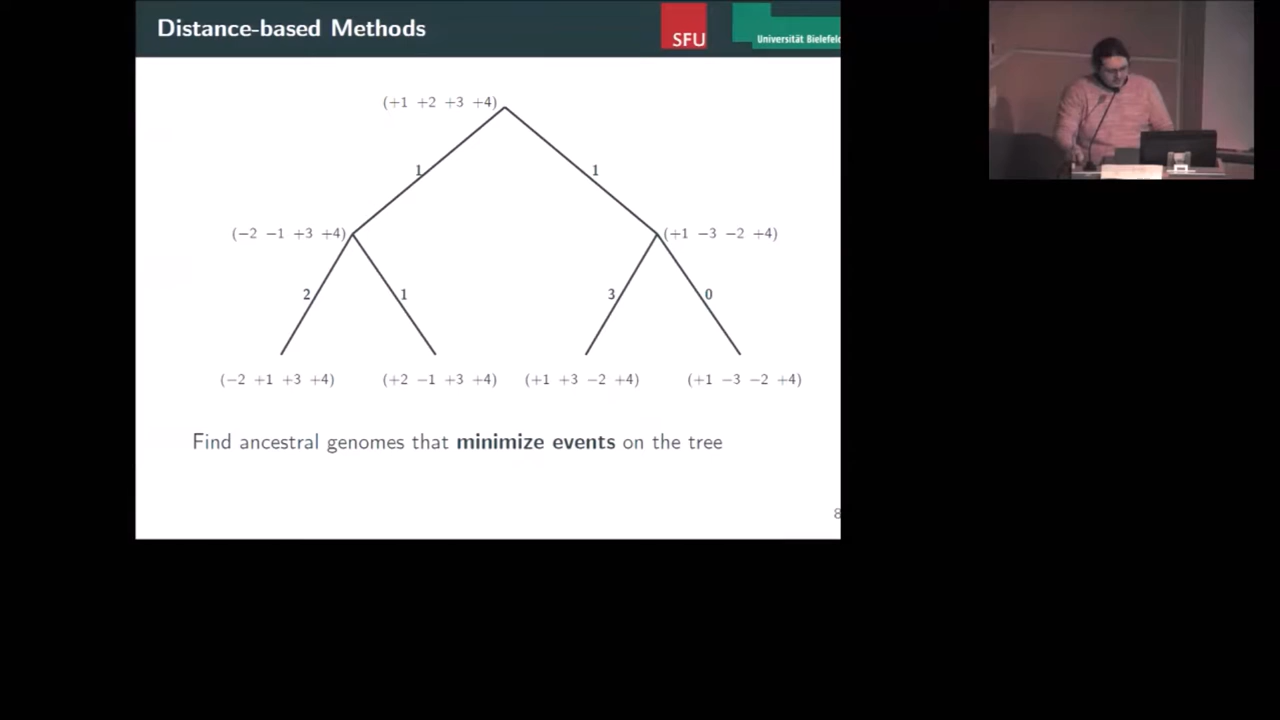 Distance-based Methods
SFU
Universität Bielefeld
(+1 +2 +3 +4)
1 1
(−2 −1 +3 +4) (+1 −3 −2 +4)
2 1 3 0
(−2 +1 +3 +4) (+2 −1 +3 +4) (+1 +3 −2 +4) (+1 −3 −2 +4)
Find ancestral genomes that minimize events on the tree
8